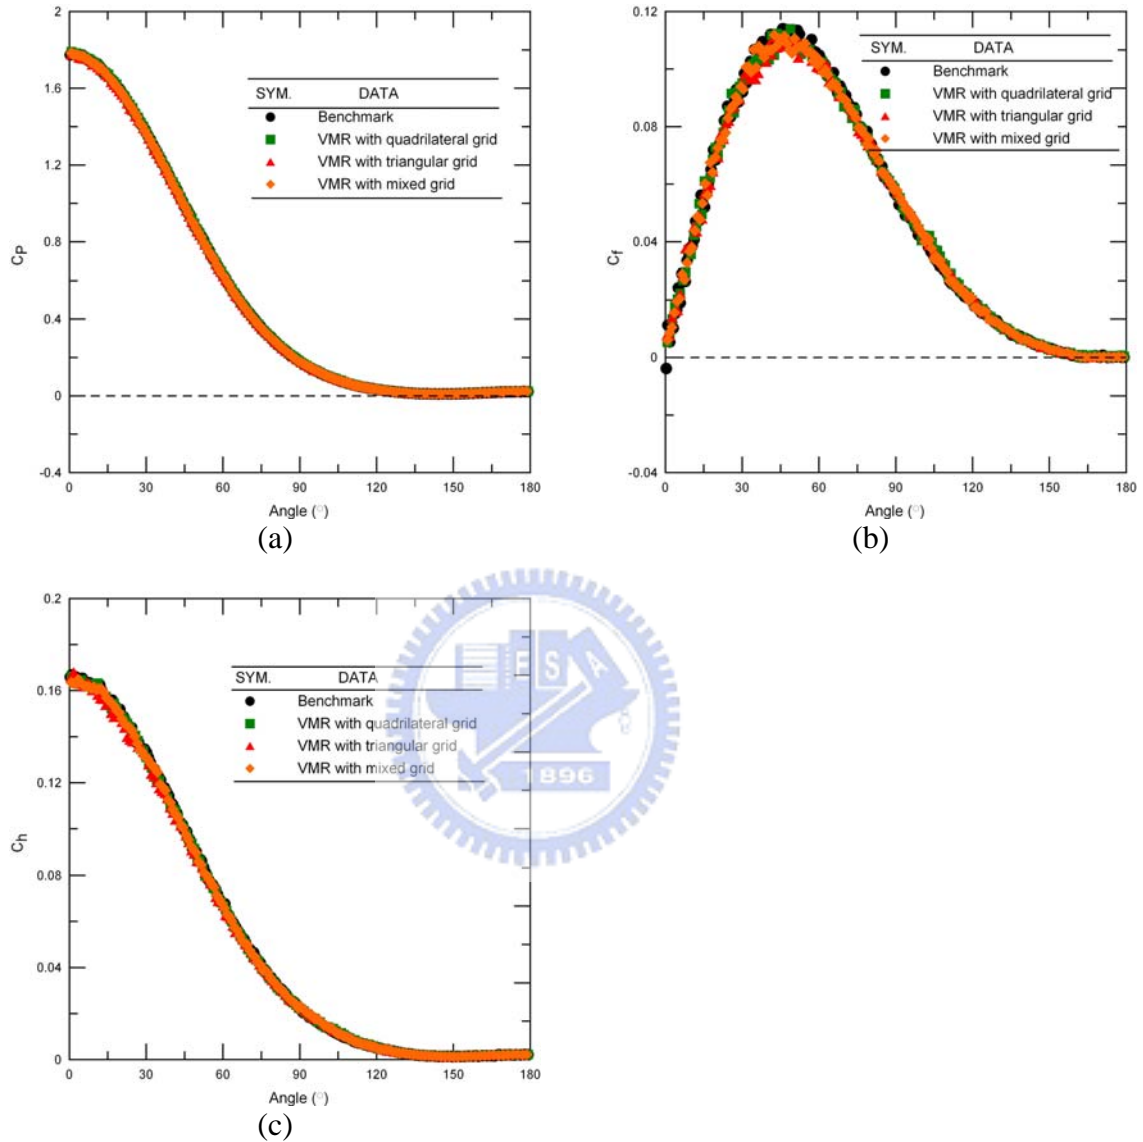 2
1.6
1.2
0.8
0.4
0
-0.4
C_P
0 30 60 90 120 150 180
Angle (°)
SYM. DATA
Benchmark
VMR with quadrilateral grid
VMR with triangular grid
VMR with mixed grid
(a)
0.12
0.08
0.04
0
-0.04
C_f
0 30 60 90 120 150 180
Angle (°)
SYM. DATA
Benchmark
VMR with quadrilateral grid
VMR with triangular grid
VMR with mixed grid
(b)
0.2
0.16
0.12
0.08
0.04
0
C_h
0 30 60 90 120 150 180
Angle (°)
SYM. DATA
Benchmark
VMR with quadrilateral grid
VMR with triangular grid
VMR with mixed grid
(c)
E S A
1896